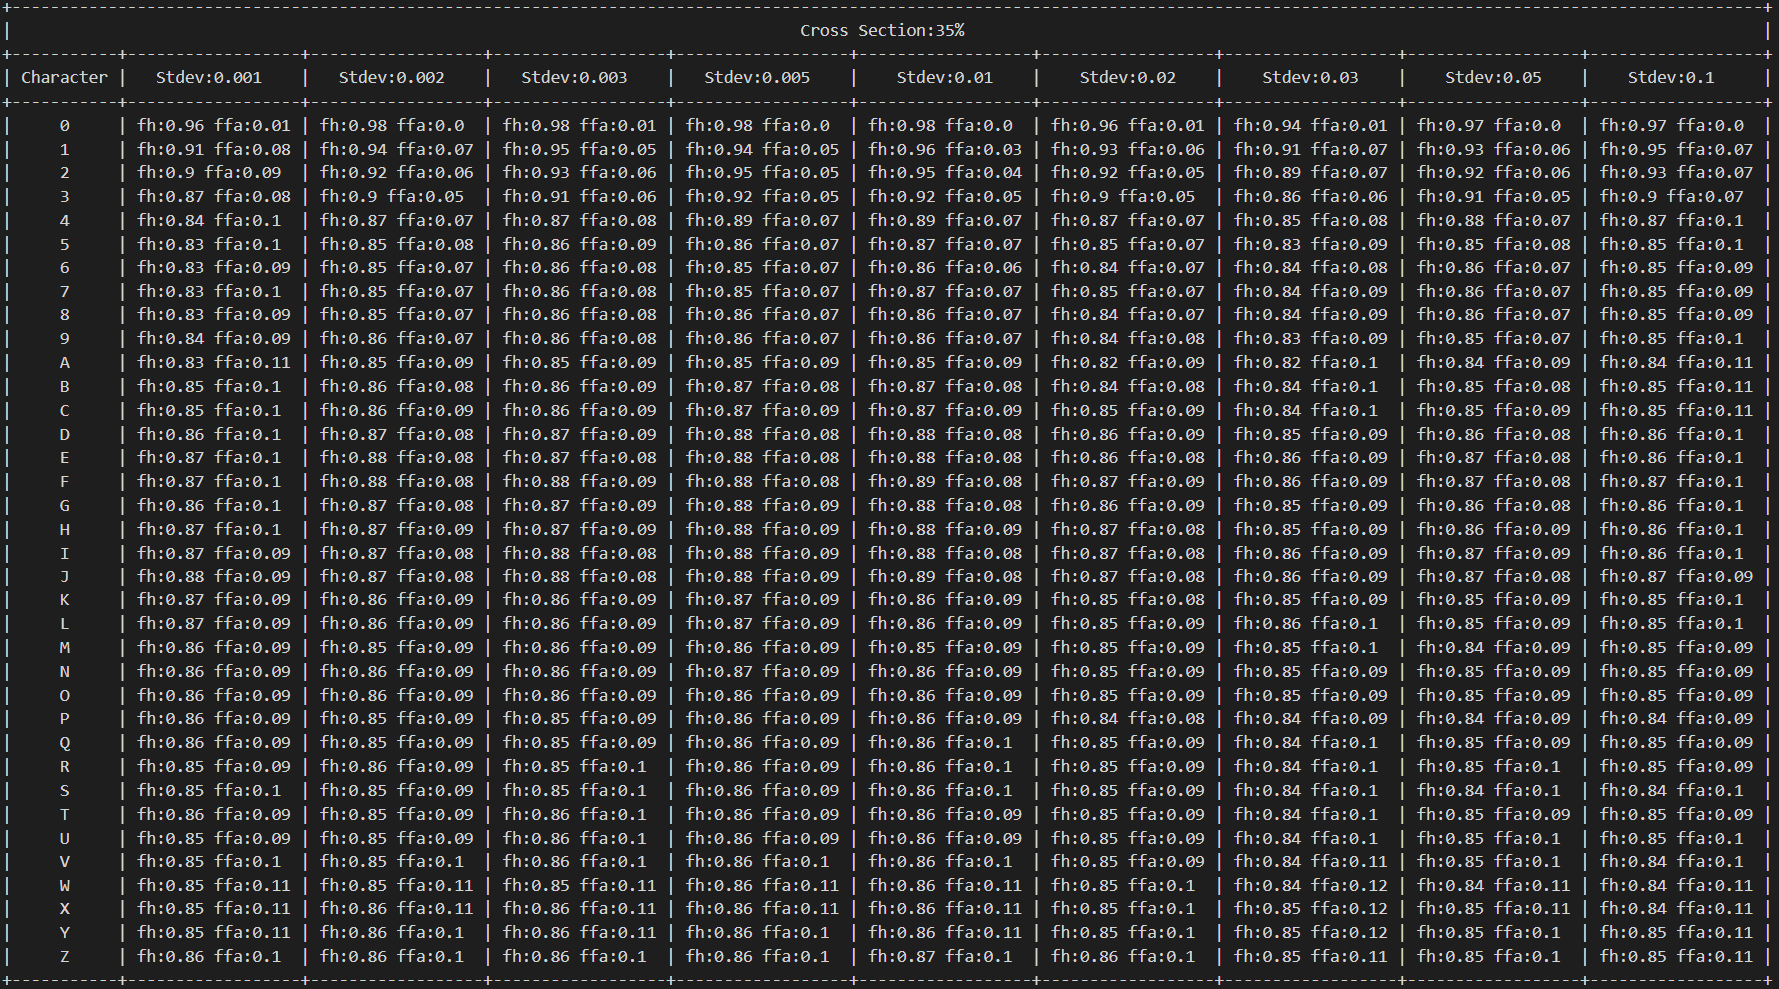 +----------------------------------------------------------------------------------------------------------------------------------------------------------------------------------------+
| Cross Section:35% |
+-----------+------------------+------------------+------------------+------------------+------------------+------------------+------------------+------------------+------------------+
| Character | Stdev:0.001 | Stdev:0.002 | Stdev:0.003 | Stdev:0.005 | Stdev:0.01 | Stdev:0.02 | Stdev:0.03 | Stdev:0.05 | Stdev:0.1 |
+-----------+------------------+------------------+------------------+------------------+------------------+------------------+------------------+------------------+------------------+
| 0 | fh:0.96 ffa:0.01 | fh:0.98 ffa:0.0 | fh:0.98 ffa:0.01 | fh:0.98 ffa:0.0 | fh:0.98 ffa:0.0 | fh:0.96 ffa:0.01 | fh:0.94 ffa:0.01 | fh:0.97 ffa:0.0 | fh:0.97 ffa:0.0 |
| 1 | fh:0.91 ffa:0.08 | fh:0.94 ffa:0.07 | fh:0.95 ffa:0.05 | fh:0.94 ffa:0.05 | fh:0.96 ffa:0.03 | fh:0.93 ffa:0.06 | fh:0.91 ffa:0.07 | fh:0.93 ffa:0.06 | fh:0.95 ffa:0.07 |
| 2 | fh:0.9 ffa:0.09 | fh:0.92 ffa:0.06 | fh:0.93 ffa:0.06 | fh:0.95 ffa:0.05 | fh:0.95 ffa:0.04 | fh:0.92 ffa:0.05 | fh:0.89 ffa:0.07 | fh:0.92 ffa:0.06 | fh:0.93 ffa:0.07 |
| 3 | fh:0.87 ffa:0.08 | fh:0.9 ffa:0.05 | fh:0.91 ffa:0.06 | fh:0.92 ffa:0.05 | fh:0.92 ffa:0.05 | fh:0.9 ffa:0.05 | fh:0.86 ffa:0.06 | fh:0.91 ffa:0.05 | fh:0.9 ffa:0.07 |
| 4 | fh:0.84 ffa:0.1 | fh:0.87 ffa:0.07 | fh:0.87 ffa:0.08 | fh:0.89 ffa:0.07 | fh:0.89 ffa:0.07 | fh:0.87 ffa:0.07 | fh:0.85 ffa:0.08 | fh:0.88 ffa:0.07 | fh:0.87 ffa:0.1 |
| 5 | fh:0.83 ffa:0.1 | fh:0.85 ffa:0.08 | fh:0.86 ffa:0.09 | fh:0.86 ffa:0.07 | fh:0.87 ffa:0.07 | fh:0.85 ffa:0.07 | fh:0.83 ffa:0.09 | fh:0.85 ffa:0.08 | fh:0.85 ffa:0.1 |
| 6 | fh:0.83 ffa:0.09 | fh:0.85 ffa:0.07 | fh:0.86 ffa:0.08 | fh:0.85 ffa:0.07 | fh:0.86 ffa:0.06 | fh:0.84 ffa:0.07 | fh:0.84 ffa:0.08 | fh:0.86 ffa:0.07 | fh:0.85 ffa:0.09 |
| 7 | fh:0.83 ffa:0.1 | fh:0.85 ffa:0.07 | fh:0.86 ffa:0.08 | fh:0.85 ffa:0.07 | fh:0.87 ffa:0.07 | fh:0.85 ffa:0.07 | fh:0.84 ffa:0.09 | fh:0.86 ffa:0.07 | fh:0.85 ffa:0.09 |
| 8 | fh:0.83 ffa:0.09 | fh:0.85 ffa:0.07 | fh:0.86 ffa:0.08 | fh:0.86 ffa:0.07 | fh:0.86 ffa:0.07 | fh:0.84 ffa:0.07 | fh:0.84 ffa:0.09 | fh:0.86 ffa:0.07 | fh:0.85 ffa:0.09 |
| 9 | fh:0.84 ffa:0.09 | fh:0.86 ffa:0.07 | fh:0.86 ffa:0.08 | fh:0.86 ffa:0.07 | fh:0.86 ffa:0.07 | fh:0.84 ffa:0.08 | fh:0.83 ffa:0.09 | fh:0.85 ffa:0.07 | fh:0.85 ffa:0.1 |
| A | fh:0.83 ffa:0.11 | fh:0.85 ffa:0.09 | fh:0.85 ffa:0.09 | fh:0.85 ffa:0.09 | fh:0.85 ffa:0.09 | fh:0.82 ffa:0.09 | fh:0.82 ffa:0.1 | fh:0.84 ffa:0.09 | fh:0.84 ffa:0.11 |
| B | fh:0.85 ffa:0.1 | fh:0.86 ffa:0.08 | fh:0.86 ffa:0.09 | fh:0.87 ffa:0.08 | fh:0.87 ffa:0.08 | fh:0.84 ffa:0.08 | fh:0.84 ffa:0.1 | fh:0.85 ffa:0.08 | fh:0.85 ffa:0.11 |
| C | fh:0.85 ffa:0.1 | fh:0.86 ffa:0.09 | fh:0.86 ffa:0.09 | fh:0.87 ffa:0.09 | fh:0.87 ffa:0.09 | fh:0.85 ffa:0.09 | fh:0.84 ffa:0.1 | fh:0.85 ffa:0.09 | fh:0.85 ffa:0.11 |
| D | fh:0.86 ffa:0.1 | fh:0.87 ffa:0.08 | fh:0.87 ffa:0.09 | fh:0.88 ffa:0.08 | fh:0.88 ffa:0.08 | fh:0.86 ffa:0.09 | fh:0.85 ffa:0.09 | fh:0.86 ffa:0.08 | fh:0.86 ffa:0.1 |
| E | fh:0.87 ffa:0.1 | fh:0.88 ffa:0.08 | fh:0.87 ffa:0.08 | fh:0.88 ffa:0.08 | fh:0.88 ffa:0.08 | fh:0.86 ffa:0.08 | fh:0.86 ffa:0.09 | fh:0.87 ffa:0.08 | fh:0.86 ffa:0.1 |
| F | fh:0.87 ffa:0.1 | fh:0.88 ffa:0.08 | fh:0.88 ffa:0.09 | fh:0.88 ffa:0.08 | fh:0.89 ffa:0.08 | fh:0.87 ffa:0.09 | fh:0.86 ffa:0.09 | fh:0.87 ffa:0.08 | fh:0.87 ffa:0.1 |
| G | fh:0.86 ffa:0.1 | fh:0.87 ffa:0.08 | fh:0.87 ffa:0.09 | fh:0.88 ffa:0.09 | fh:0.88 ffa:0.08 | fh:0.86 ffa:0.09 | fh:0.85 ffa:0.09 | fh:0.86 ffa:0.08 | fh:0.86 ffa:0.1 |
| H | fh:0.87 ffa:0.1 | fh:0.87 ffa:0.08 | fh:0.87 ffa:0.09 | fh:0.88 ffa:0.09 | fh:0.88 ffa:0.09 | fh:0.87 ffa:0.08 | fh:0.85 ffa:0.09 | fh:0.86 ffa:0.09 | fh:0.86 ffa:0.1 |
| I | fh:0.87 ffa:0.09 | fh:0.87 ffa:0.08 | fh:0.88 ffa:0.08 | fh:0.88 ffa:0.09 | fh:0.88 ffa:0.08 | fh:0.87 ffa:0.08 | fh:0.86 ffa:0.09 | fh:0.87 ffa:0.09 | fh:0.86 ffa:0.1 |
| J | fh:0.88 ffa:0.09 | fh:0.87 ffa:0.08 | fh:0.88 ffa:0.08 | fh:0.88 ffa:0.09 | fh:0.89 ffa:0.08 | fh:0.87 ffa:0.08 | fh:0.86 ffa:0.09 | fh:0.87 ffa:0.08 | fh:0.87 ffa:0.09 |
| K | fh:0.87 ffa:0.09 | fh:0.86 ffa:0.09 | fh:0.86 ffa:0.09 | fh:0.87 ffa:0.09 | fh:0.86 ffa:0.09 | fh:0.85 ffa:0.08 | fh:0.85 ffa:0.09 | fh:0.85 ffa:0.09 | fh:0.85 ffa:0.1 |
| L | fh:0.87 ffa:0.09 | fh:0.86 ffa:0.09 | fh:0.86 ffa:0.09 | fh:0.87 ffa:0.09 | fh:0.86 ffa:0.09 | fh:0.85 ffa:0.09 | fh:0.86 ffa:0.1 | fh:0.85 ffa:0.09 | fh:0.85 ffa:0.1 |
| M | fh:0.86 ffa:0.09 | fh:0.85 ffa:0.09 | fh:0.86 ffa:0.09 | fh:0.86 ffa:0.09 | fh:0.85 ffa:0.09 | fh:0.85 ffa:0.09 | fh:0.85 ffa:0.1 | fh:0.84 ffa:0.09 | fh:0.85 ffa:0.09 |
| N | fh:0.86 ffa:0.09 | fh:0.86 ffa:0.09 | fh:0.86 ffa:0.09 | fh:0.87 ffa:0.09 | fh:0.86 ffa:0.09 | fh:0.85 ffa:0.09 | fh:0.85 ffa:0.09 | fh:0.85 ffa:0.09 | fh:0.85 ffa:0.09 |
| O | fh:0.86 ffa:0.09 | fh:0.86 ffa:0.09 | fh:0.86 ffa:0.09 | fh:0.86 ffa:0.09 | fh:0.86 ffa:0.09 | fh:0.85 ffa:0.09 | fh:0.85 ffa:0.09 | fh:0.85 ffa:0.09 | fh:0.85 ffa:0.09 |
| P | fh:0.86 ffa:0.09 | fh:0.85 ffa:0.09 | fh:0.85 ffa:0.09 | fh:0.86 ffa:0.09 | fh:0.86 ffa:0.09 | fh:0.84 ffa:0.08 | fh:0.84 ffa:0.09 | fh:0.84 ffa:0.09 | fh:0.84 ffa:0.09 |
| Q | fh:0.86 ffa:0.09 | fh:0.85 ffa:0.09 | fh:0.85 ffa:0.09 | fh:0.86 ffa:0.09 | fh:0.86 ffa:0.1 | fh:0.85 ffa:0.09 | fh:0.84 ffa:0.1 | fh:0.85 ffa:0.09 | fh:0.85 ffa:0.09 |
| R | fh:0.85 ffa:0.09 | fh:0.86 ffa:0.09 | fh:0.85 ffa:0.1 | fh:0.86 ffa:0.09 | fh:0.86 ffa:0.1 | fh:0.85 ffa:0.09 | fh:0.84 ffa:0.1 | fh:0.85 ffa:0.1 | fh:0.85 ffa:0.09 |
| S | fh:0.85 ffa:0.1 | fh:0.85 ffa:0.09 | fh:0.85 ffa:0.1 | fh:0.86 ffa:0.09 | fh:0.86 ffa:0.1 | fh:0.85 ffa:0.09 | fh:0.84 ffa:0.1 | fh:0.84 ffa:0.1 | fh:0.84 ffa:0.1 |
| T | fh:0.86 ffa:0.09 | fh:0.85 ffa:0.09 | fh:0.86 ffa:0.1 | fh:0.86 ffa:0.09 | fh:0.86 ffa:0.09 | fh:0.85 ffa:0.09 | fh:0.84 ffa:0.1 | fh:0.85 ffa:0.09 | fh:0.85 ffa:0.09 |
| U | fh:0.85 ffa:0.09 | fh:0.85 ffa:0.09 | fh:0.86 ffa:0.1 | fh:0.86 ffa:0.09 | fh:0.86 ffa:0.09 | fh:0.85 ffa:0.09 | fh:0.84 ffa:0.1 | fh:0.85 ffa:0.1 | fh:0.85 ffa:0.1 |
| V | fh:0.85 ffa:0.1 | fh:0.85 ffa:0.1 | fh:0.86 ffa:0.1 | fh:0.86 ffa:0.1 | fh:0.86 ffa:0.1 | fh:0.85 ffa:0.09 | fh:0.84 ffa:0.11 | fh:0.85 ffa:0.1 | fh:0.84 ffa:0.1 |
| W | fh:0.85 ffa:0.11 | fh:0.85 ffa:0.11 | fh:0.85 ffa:0.11 | fh:0.86 ffa:0.11 | fh:0.86 ffa:0.11 | fh:0.85 ffa:0.1 | fh:0.84 ffa:0.12 | fh:0.84 ffa:0.11 | fh:0.84 ffa:0.11 |
| X | fh:0.85 ffa:0.11 | fh:0.86 ffa:0.11 | fh:0.86 ffa:0.11 | fh:0.86 ffa:0.11 | fh:0.86 ffa:0.11 | fh:0.85 ffa:0.1 | fh:0.85 ffa:0.12 | fh:0.85 ffa:0.11 | fh:0.84 ffa:0.11 |
| Y | fh:0.85 ffa:0.11 | fh:0.86 ffa:0.1 | fh:0.86 ffa:0.11 | fh:0.86 ffa:0.1 | fh:0.86 ffa:0.11 | fh:0.85 ffa:0.1 | fh:0.85 ffa:0.12 | fh:0.85 ffa:0.1 | fh:0.85 ffa:0.11 |
| Z | fh:0.86 ffa:0.1 | fh:0.86 ffa:0.1 | fh:0.86 ffa:0.1 | fh:0.86 ffa:0.1 | fh:0.87 ffa:0.1 | fh:0.86 ffa:0.1 | fh:0.85 ffa:0.11 | fh:0.85 ffa:0.1 | fh:0.85 ffa:0.11 |
+-----------+------------------+------------------+------------------+------------------+------------------+------------------+------------------+------------------+------------------+